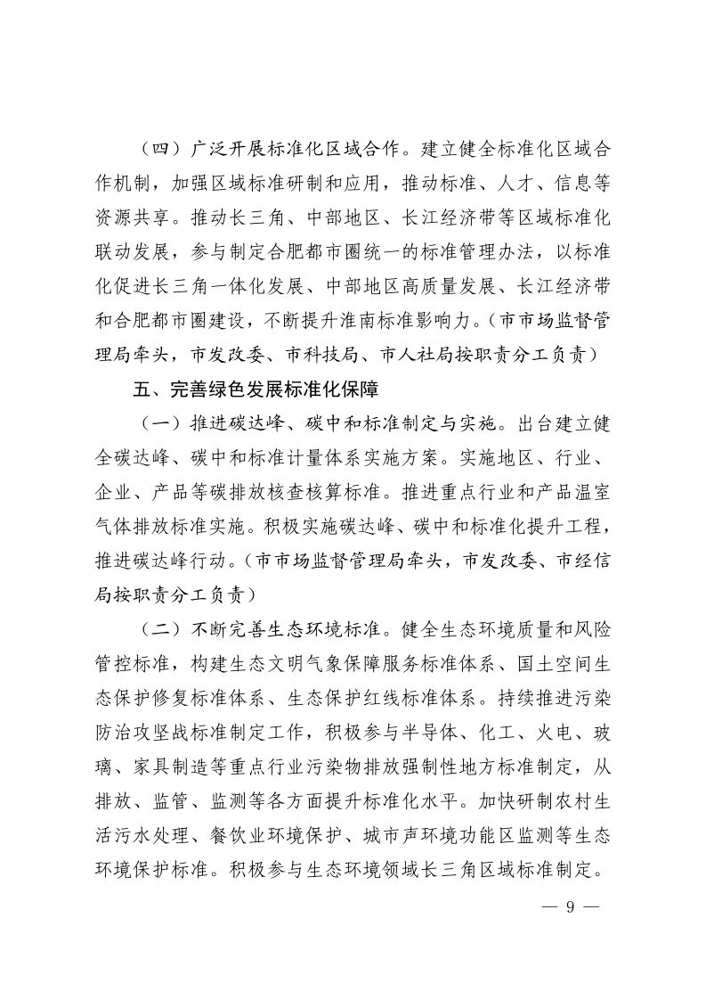 （四）广泛开展标准化区域合作。建立健全标准化区域合
作机制，加强区域标准研制和应用，推动标准、人才、信息等
资源共享。推动长三角、中部地区、长江经济带等区域标准化
联动发展，参与制定合肥都市圈统一的标准管理办法，以标准
化促进长三角一体化发展、中部地区高质量发展、长江经济带
和合肥都市圈建设，不断提升淮南标准影响力。（市市场监督管
理局牵头，市发改委、市科技局、市人社局按职责分工负责）
五、完善绿色发展标准化保障
（一）推进碳达峰、碳中和标准制定与实施。出台建立健
全碳达峰、碳中和标准计量体系实施方案。实施地区、行业、
企业、产品等碳排放核查核算标准。推进重点行业和产品温室
气体排放标准实施。积极实施碳达峰、碳中和标准化提升工程，
推进碳达峰行动。（市市场监督管理局牵头，市发改委、市经信
局按职责分工负责）
（二）不断完善生态环境标准。健全生态环境质量和风险
管控标准，构建生态文明气象保障服务标准体系、国土空间生
态保护修复标准体系、生态保护红线标准体系。持续推进污染
防治攻坚战标准制定工作，积极参与半导体、化工、火电、玻
璃、家具制造等重点行业污染物排放强制性地方标准制定，从
排放、监管、监测等各方面提升标准化水平。加快研制农村生
活污水处理、餐饮业环境保护、城市声环境功能区监测等生态
环境保护标准。积极参与生态环境领域长三角区域标准制定。
— 9 —